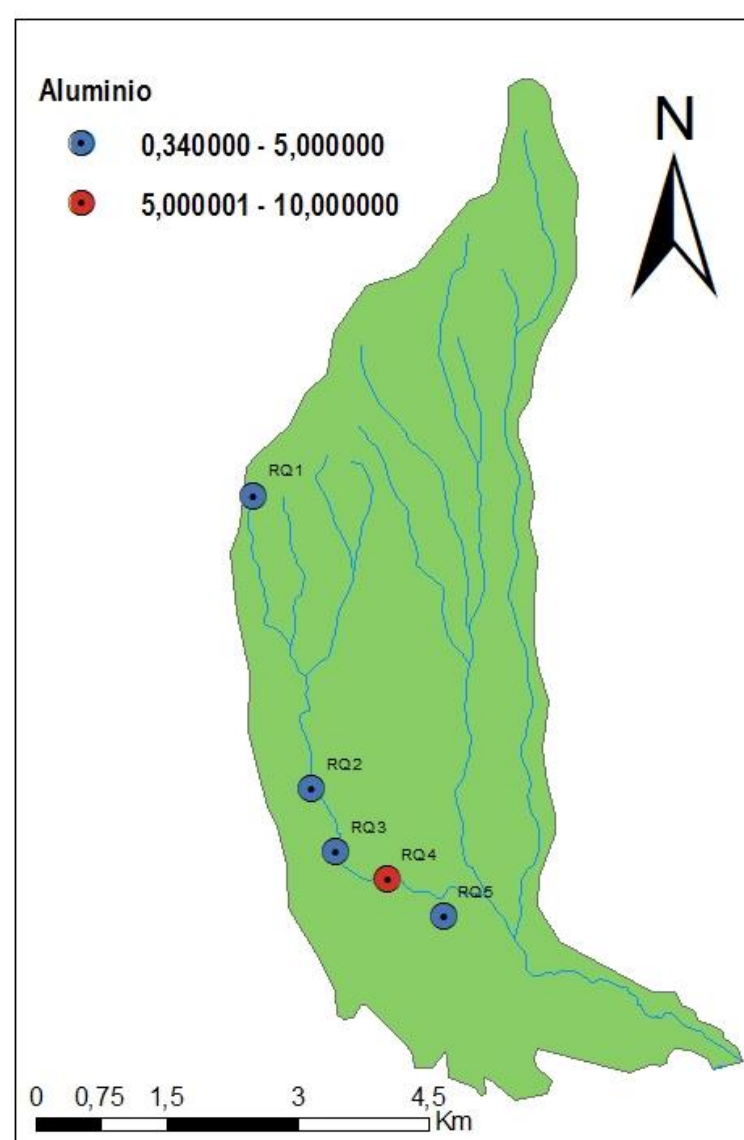 Aluminio
0,340000 - 5,000000
5,000001 - 10,000000
N
RQ1
RQ2
RQ3
RQ4
RQ5
0 0,75 1,5 3 4,5
Km